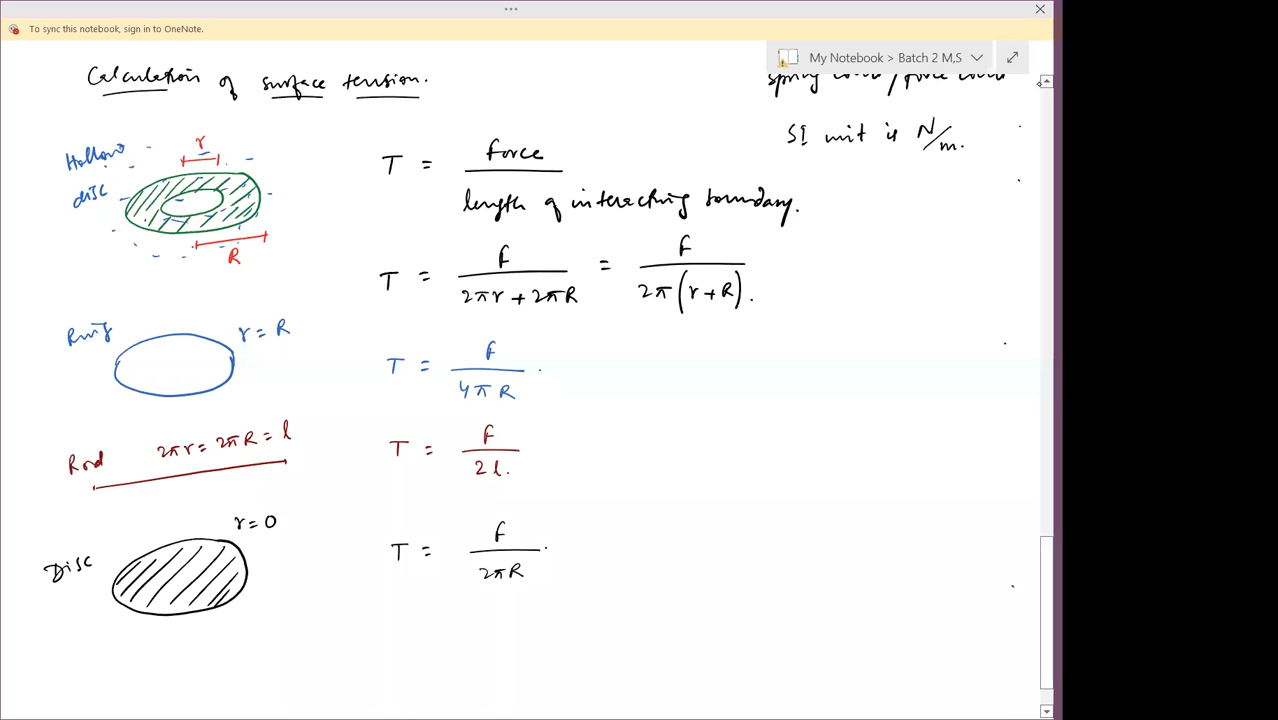 To sync this notebook, sign in to OneNote.
My Notebook > Batch 2 M,S
Calculation of surface tension.
SI unit is N/m.
Hollow disc
r
R
T = Force / length of interacting boundary.
T = F / 2πr + 2πR = F / 2π(r+R).
Ring r = R
T = F / 4πR
Rod 2πr = 2πR = l
T = F / 2l.
Disc r = 0
T = F / 2πR